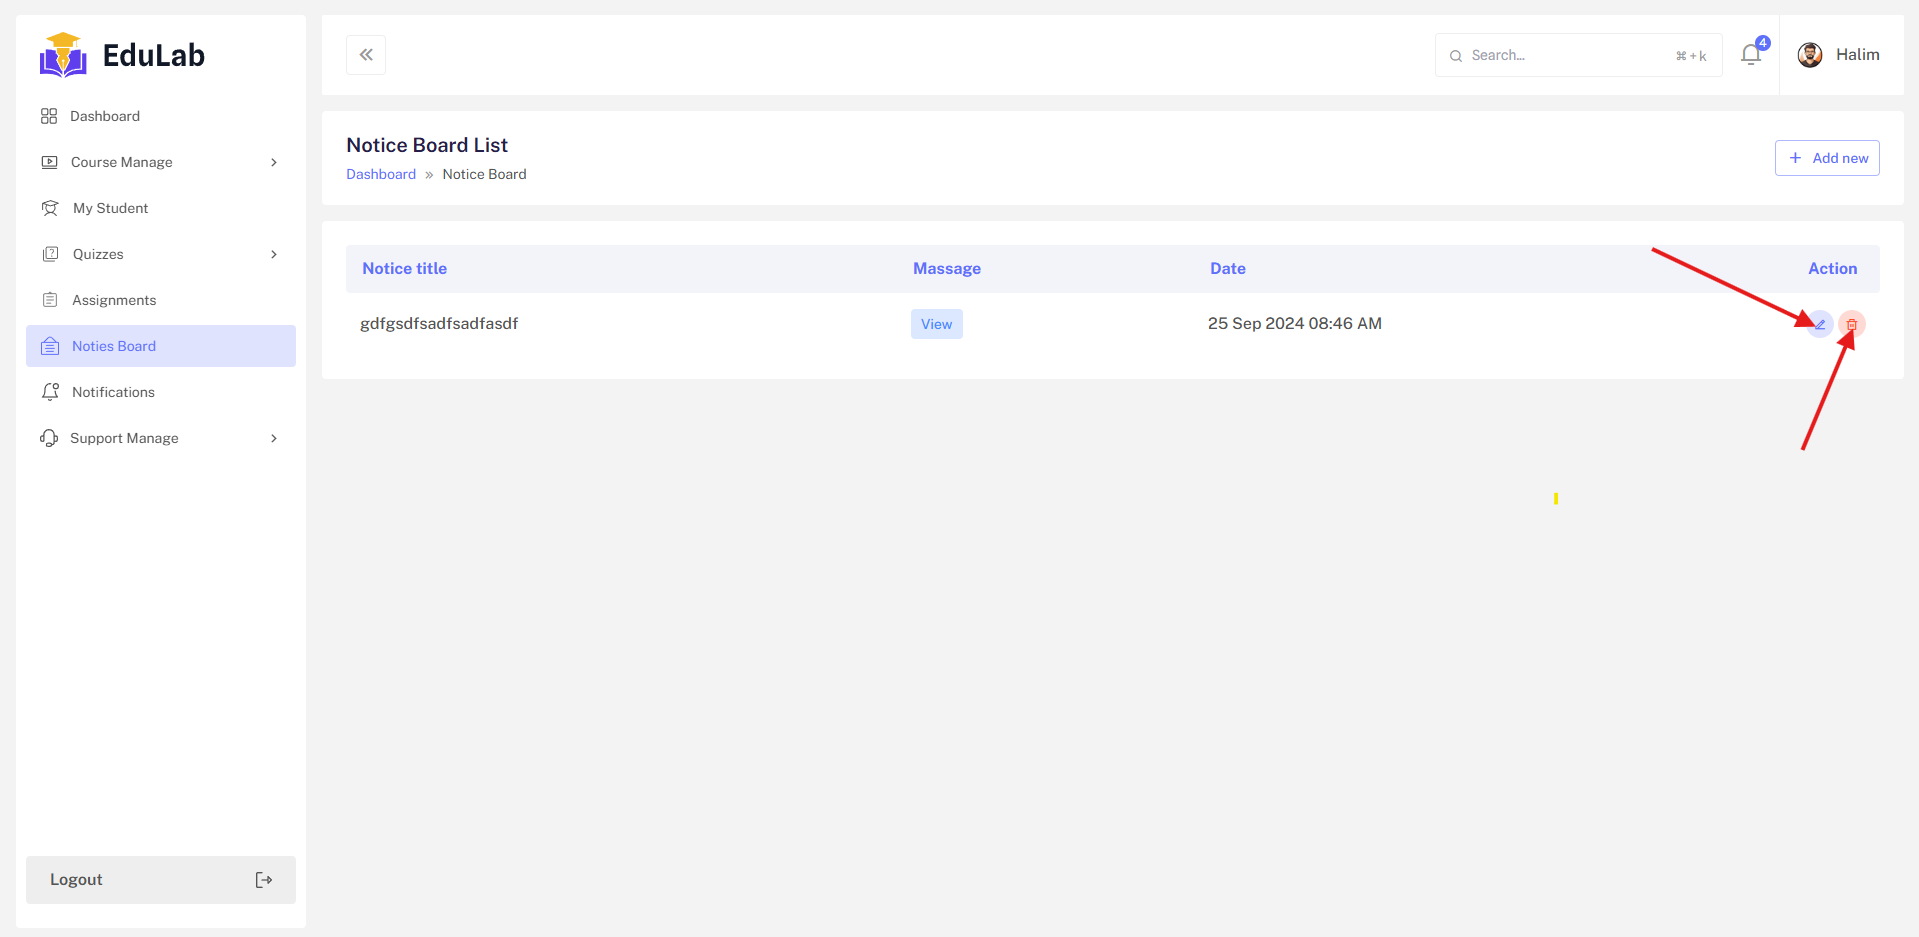 EduLab
Dashboard
Course Manage
My Student
Quizzes
Assignments
Noties Board
Notifications
Support Manage
Logout
Search... ⌘+k
4
Halim
Notice Board List
Dashboard » Notice Board
+ Add new
Notice title Massage Date Action
gdfgsdfsadfsadfasdf View 25 Sep 2024 08:46 AM